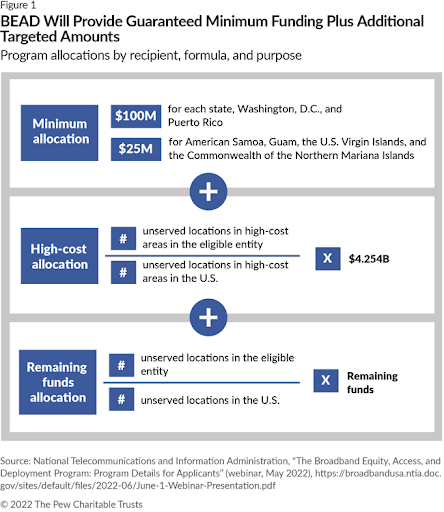 Figure 1
BEAD Will Provide Guaranteed Minimum Funding Plus Additional
Targeted Amounts
Program allocations by recipient, formula, and purpose
Minimum
allocation
$100M
for each state, Washington, D.C., and
Puerto Rico
$25M
for American Samoa, Guam, the U.S. Virgin Islands, and
the Commonwealth of the Northern Mariana Islands
+
High-cost
allocation
#
unserved locations in high-cost
areas in the eligible entity
#
unserved locations in high-cost
areas in the U.S.
X
$4.254B
+
Remaining
funds
allocation
#
unserved locations in the eligible
entity
#
unserved locations in the U.S.
X
Remaining
funds
Source: National Telecommunications and Information Administration, "The Broadband Equity, Access, and
Deployment Program: Program Details for Applicants" (webinar, May 2022), https://broadbandusa.ntia.doc.
gov/sites/default/files/2022-06/June-1-Webinar-Presentation.pdf
© 2022 The Pew Charitable Trusts